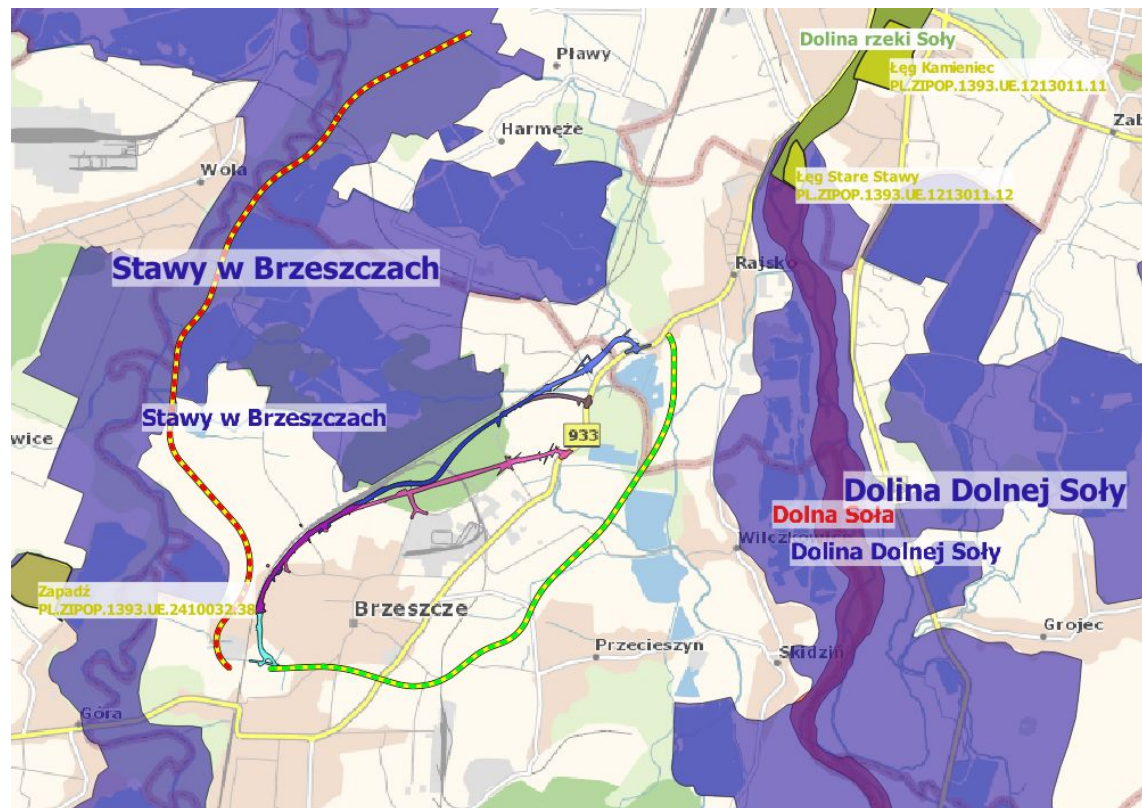 Pławy
Dolina rzeki Soły
Łęg Kamieniec
PL.ZIPOP.1393.UE.1213011.11
Harmęże
Zab
Wola
Łęg Stare Stawy
PL.ZIPOP.1393.UE.1213011.12
Stawy w Brzeszczach
Rajsko
Stawy w Brzeszczach
wice
933
Dolina Dolnej Soły
Dolna Soła
Wilczkowice
Dolina Dolnej Soły
Zapadź
PL.ZIPOP.1393.UE.2410032.38
Brzeszcze
Przecieszyn
Grojec
Skidziń
Góra